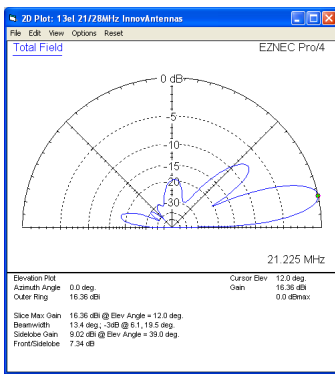 2D Plot: 13el 21/28MHz InnovAntennas
File Edit View Options Reset
Total Field EZNEC Pro/4
0 dB
-5
-10
-15
-20
-30
21.225 MHz
Elevation Plot Cursor Elev 12.0 deg.
Azimuth Angle 0.0 deg. Gain 16.36 dBi
Outer Ring 16.36 dBi 0.0 dBmax
Slice Max Gain 16.36 dBi @ Elev Angle = 12.0 deg.
Beamwidth 13.4 deg.; -3dB @ 6.1, 19.5 deg.
Sidelobe Gain 9.02 dBi @ Elev Angle = 39.0 deg.
Front/Sidelobe 7.34 dB